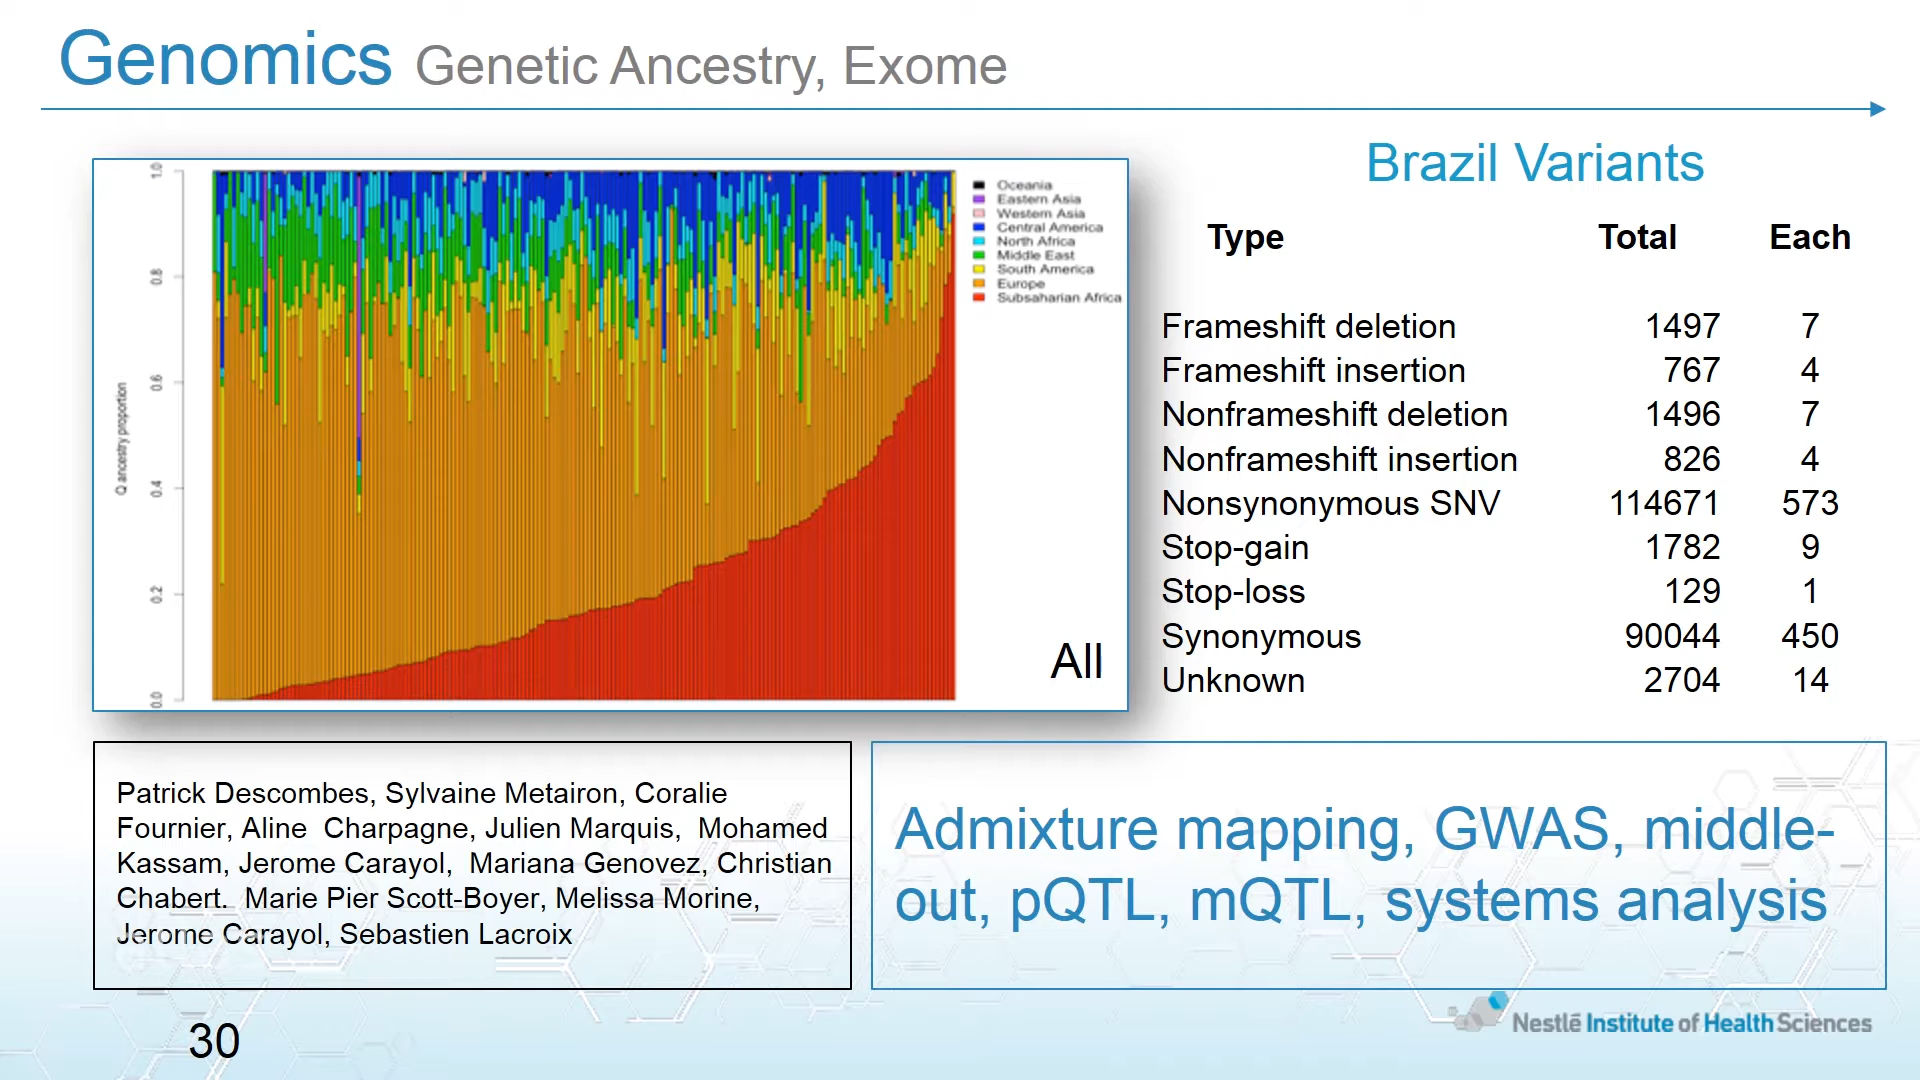 Genomics Genetic Ancestry, Exome
Q ancestry proportion
1.0
0.8
0.6
0.4
0.2
0.0
Oceania
Eastern Asia
Western Asia
Central America
North Africa
Middle East
South America
Europe
Subsaharian Africa
All
Brazil Variants
Type Total Each
Frameshift deletion 1497 7
Frameshift insertion 767 4
Nonframeshift deletion 1496 7
Nonframeshift insertion 826 4
Nonsynonymous SNV 114671 573
Stop-gain 1782 9
Stop-loss 129 1
Synonymous 90044 450
Unknown 2704 14
Patrick Descombes, Sylvaine Metairon, Coralie
Fournier, Aline Charpagne, Julien Marquis, Mohamed
Kassam, Jerome Carayol, Mariana Genovez, Christian
Chabert. Marie Pier Scott-Boyer, Melissa Morine,
Jerome Carayol, Sebastien Lacroix
Admixture mapping, GWAS, middle-
out, pQTL, mQTL, systems analysis
30
Nestlé Institute of Health Sciences